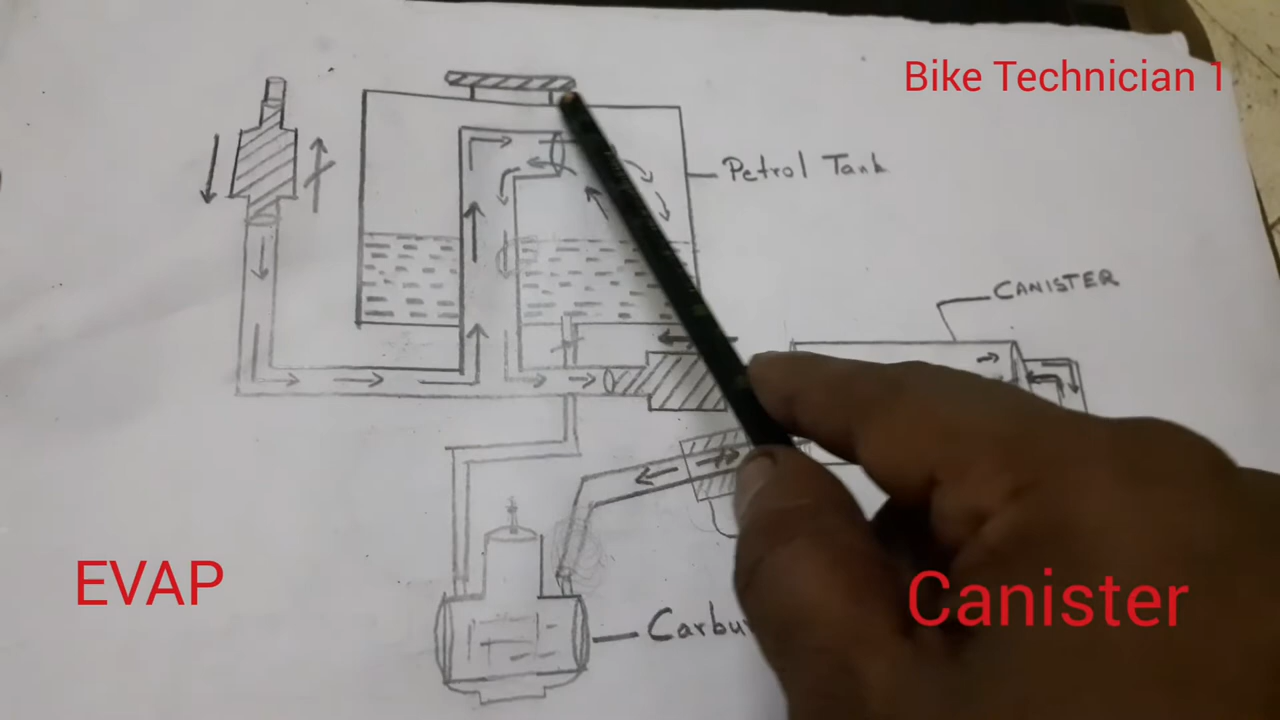 Bike Technician 1
Petrol Tank
CANISTER
EVAP
Canister